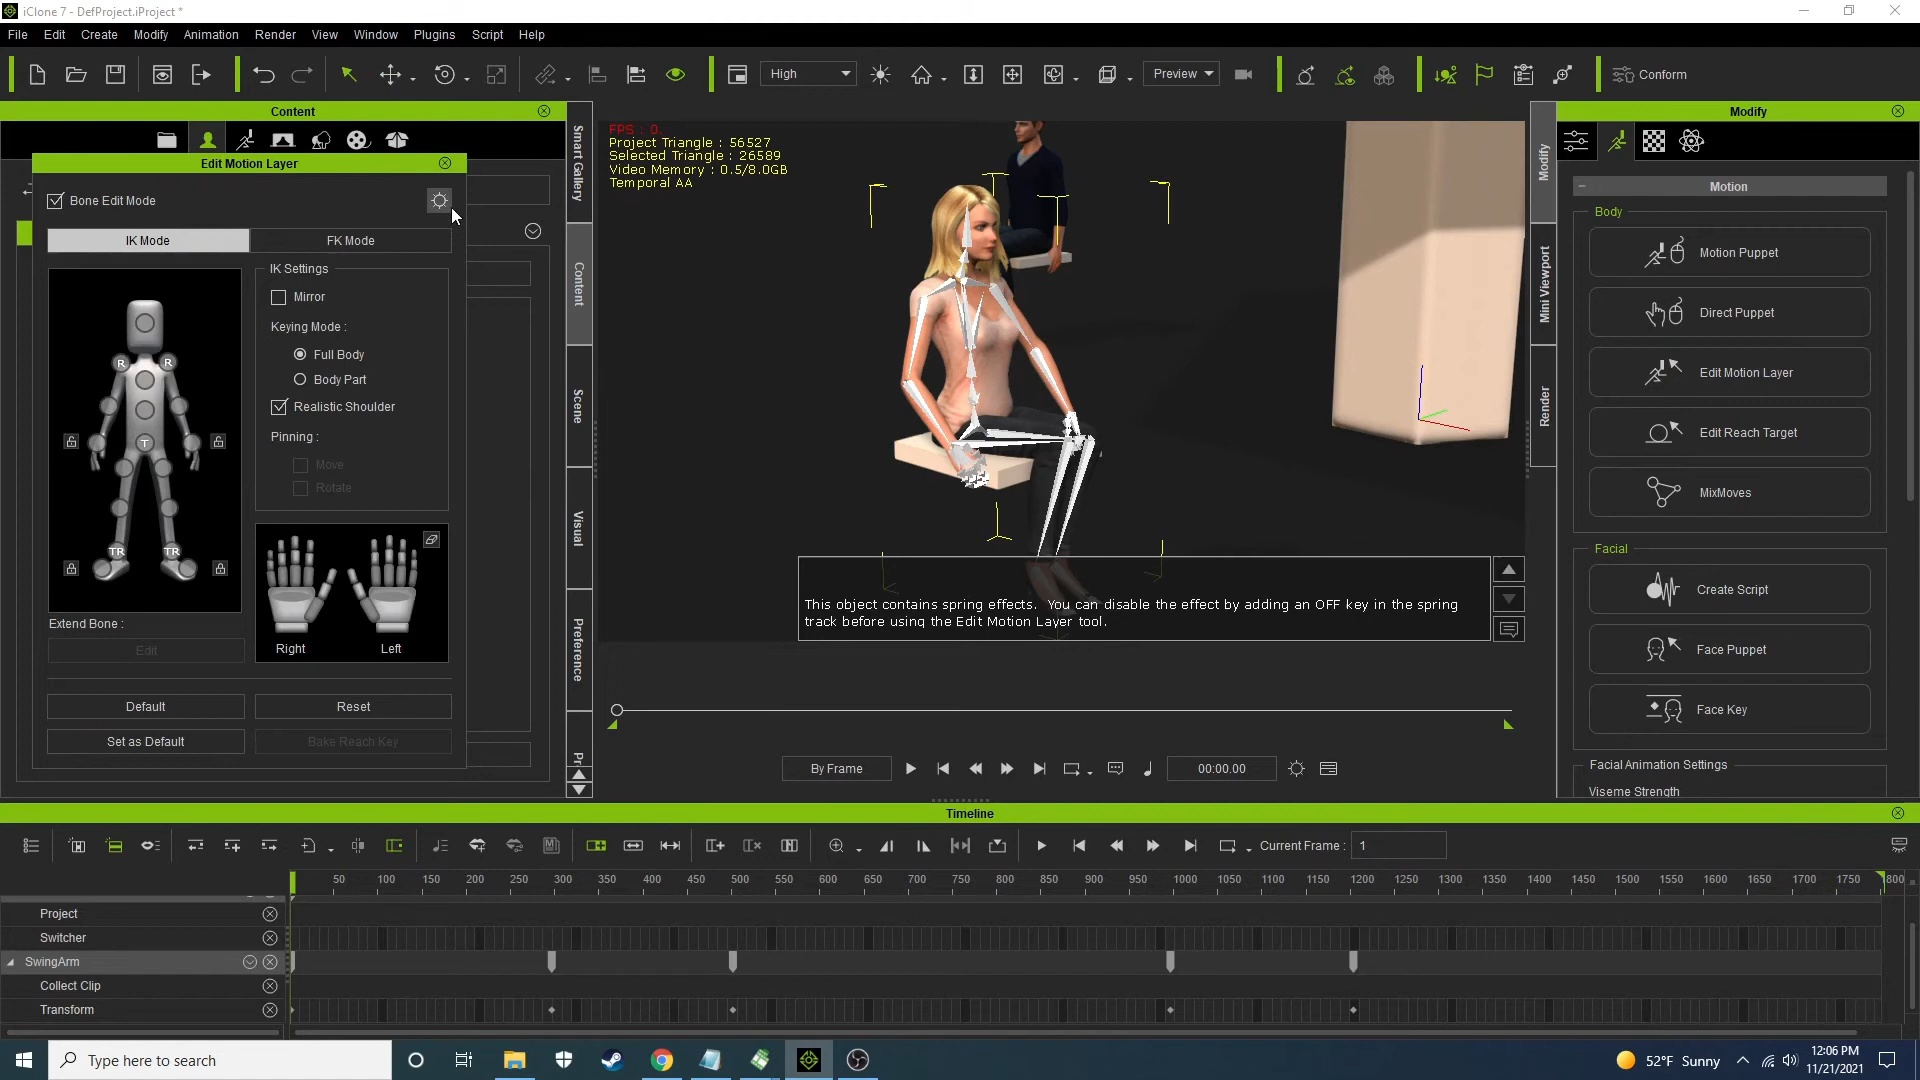 iClone 7 - DefProject.iProject *
File Edit Create Modify Animation Render View Window Plugins Script Help
High
Preview
Conform
Content
Edit Motion Layer
Bone Edit Mode
IK Mode
FK Mode
IK Settings
Mirror
Keying Mode :
Full Body
Body Part
Realistic Shoulder
Pinning :
Move
Rotate
R R
T
TR TR
Extend Bone :
Edit
Right Left
Default
Reset
Set as Default
Bake Reach Key
Smart Gallery
Content
Scene
Visual
Preference
Pr
FPS : 0.
Project Triangle : 56527
Selected Triangle : 26589
Video Memory : 0.5/8.0GB
Temporal AA
This object contains spring effects. You can disable the effect by adding an OFF key in the spring
track before using the Edit Motion Layer tool.
By Frame
00:00.00
Modify
Mini Viewport
Render
Modify
Motion
Body
Motion Puppet
Direct Puppet
Edit Motion Layer
Edit Reach Target
MixMoves
Facial
Create Script
Face Puppet
Face Key
Facial Animation Settings
Viseme Strength
Timeline
Current Frame : 1
50 100 150 200 250 300 350 400 450 500 550 600 650 700 750 800 850 900 950 1000 1050 1100 1150 1200 1250 1300 1350 1400 1450 1500 1550 1600 1650 1700 1750 800
Project
Switcher
SwingArm
Collect Clip
Transform
Type here to search
52°F Sunny
12:06 PM
11/21/2021